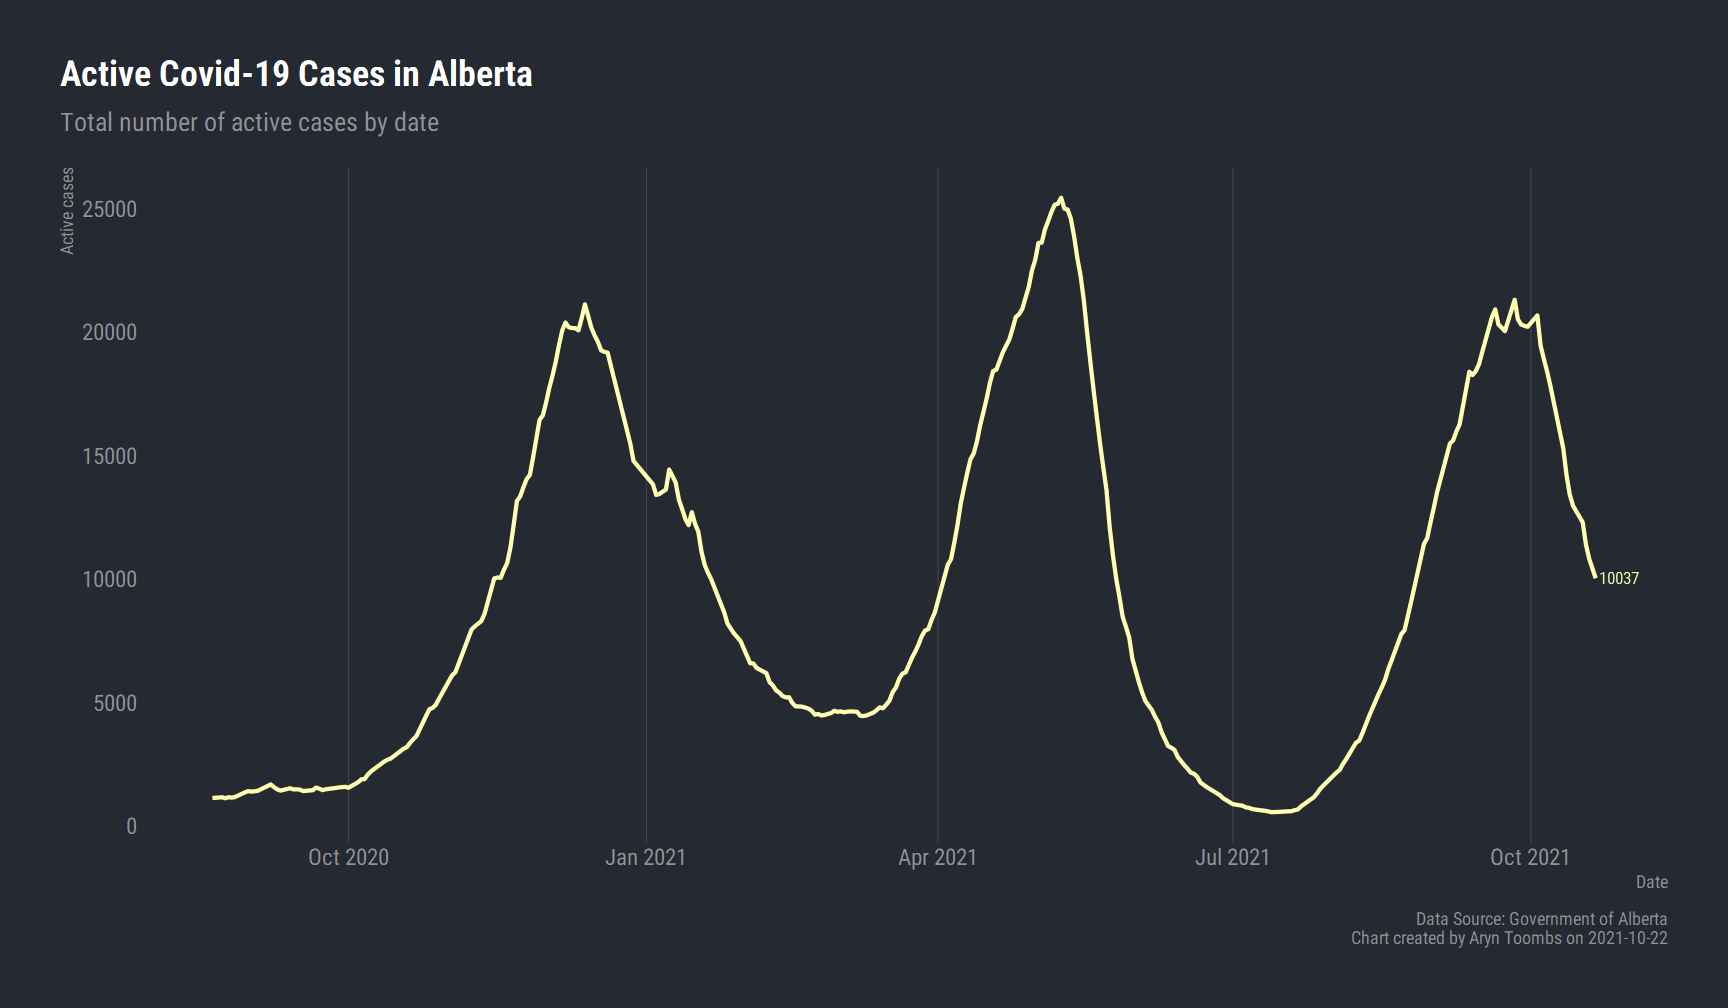 Active Covid-19 Cases in Alberta
Total number of active cases by date
Active cases
25000
20000
15000
10000
5000
0
10037
Oct 2020
Jan 2021
Apr 2021
Jul 2021
Oct 2021
Date
Data Source: Government of Alberta
Chart created by Aryn Toombs on 2021-10-22